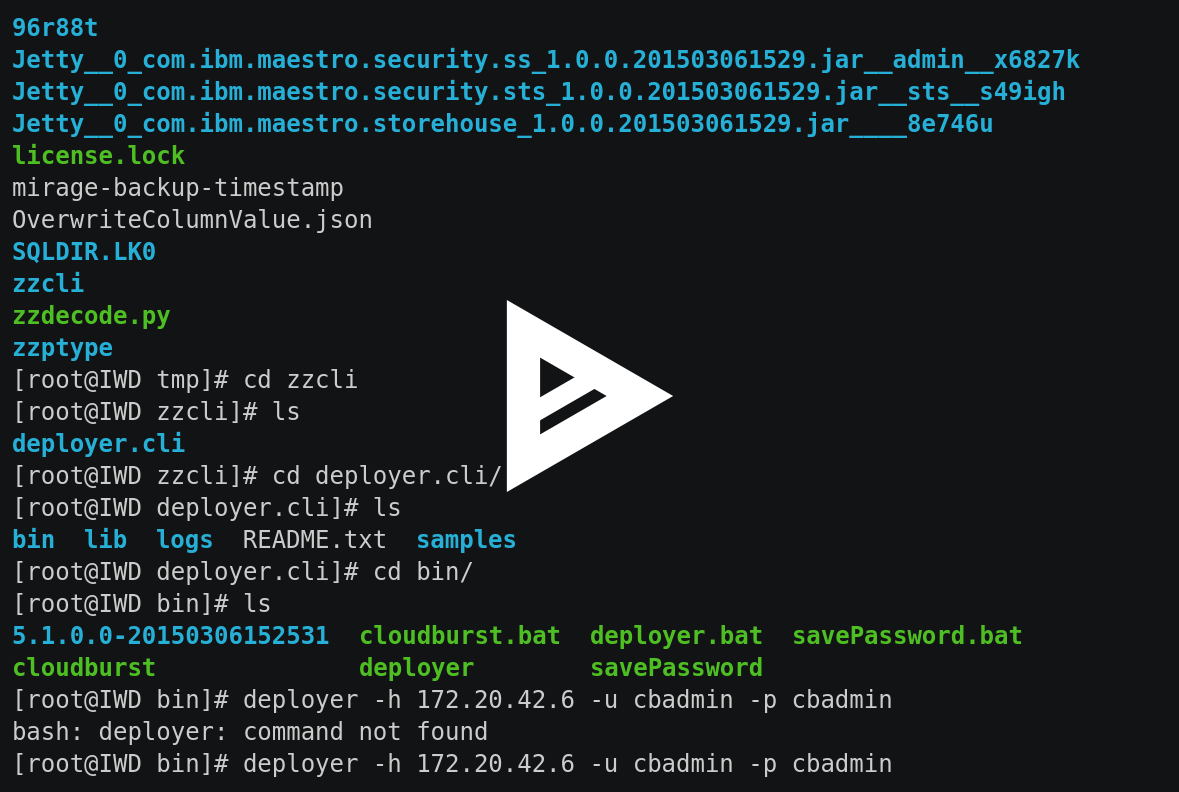 96r88t
Jetty__0_com.ibm.maestro.security.ss_1.0.0.201503061529.jar__admin__x6827k
Jetty__0_com.ibm.maestro.security.sts_1.0.0.201503061529.jar__sts__s49igh
Jetty__0_com.ibm.maestro.storehouse_1.0.0.201503061529.jar____8e746u
license.lock
mirage-backup-timestamp
OverwriteColumnValue.json
SQLDIR.LK0
zzcli
zzdecode.py
zzptype
[root@IWD tmp]# cd zzcli
[root@IWD zzcli]# ls
deployer.cli
[root@IWD zzcli]# cd deployer.cli/
[root@IWD deployer.cli]# ls
bin  lib  logs  README.txt  samples
[root@IWD deployer.cli]# cd bin/
[root@IWD bin]# ls
5.1.0.0-20150306152531  cloudburst.bat  deployer.bat  savePassword.bat
cloudburst              deployer        savePassword
[root@IWD bin]# deployer -h 172.20.42.6 -u cbadmin -p cbadmin
bash: deployer: command not found
[root@IWD bin]# deployer -h 172.20.42.6 -u cbadmin -p cbadmin